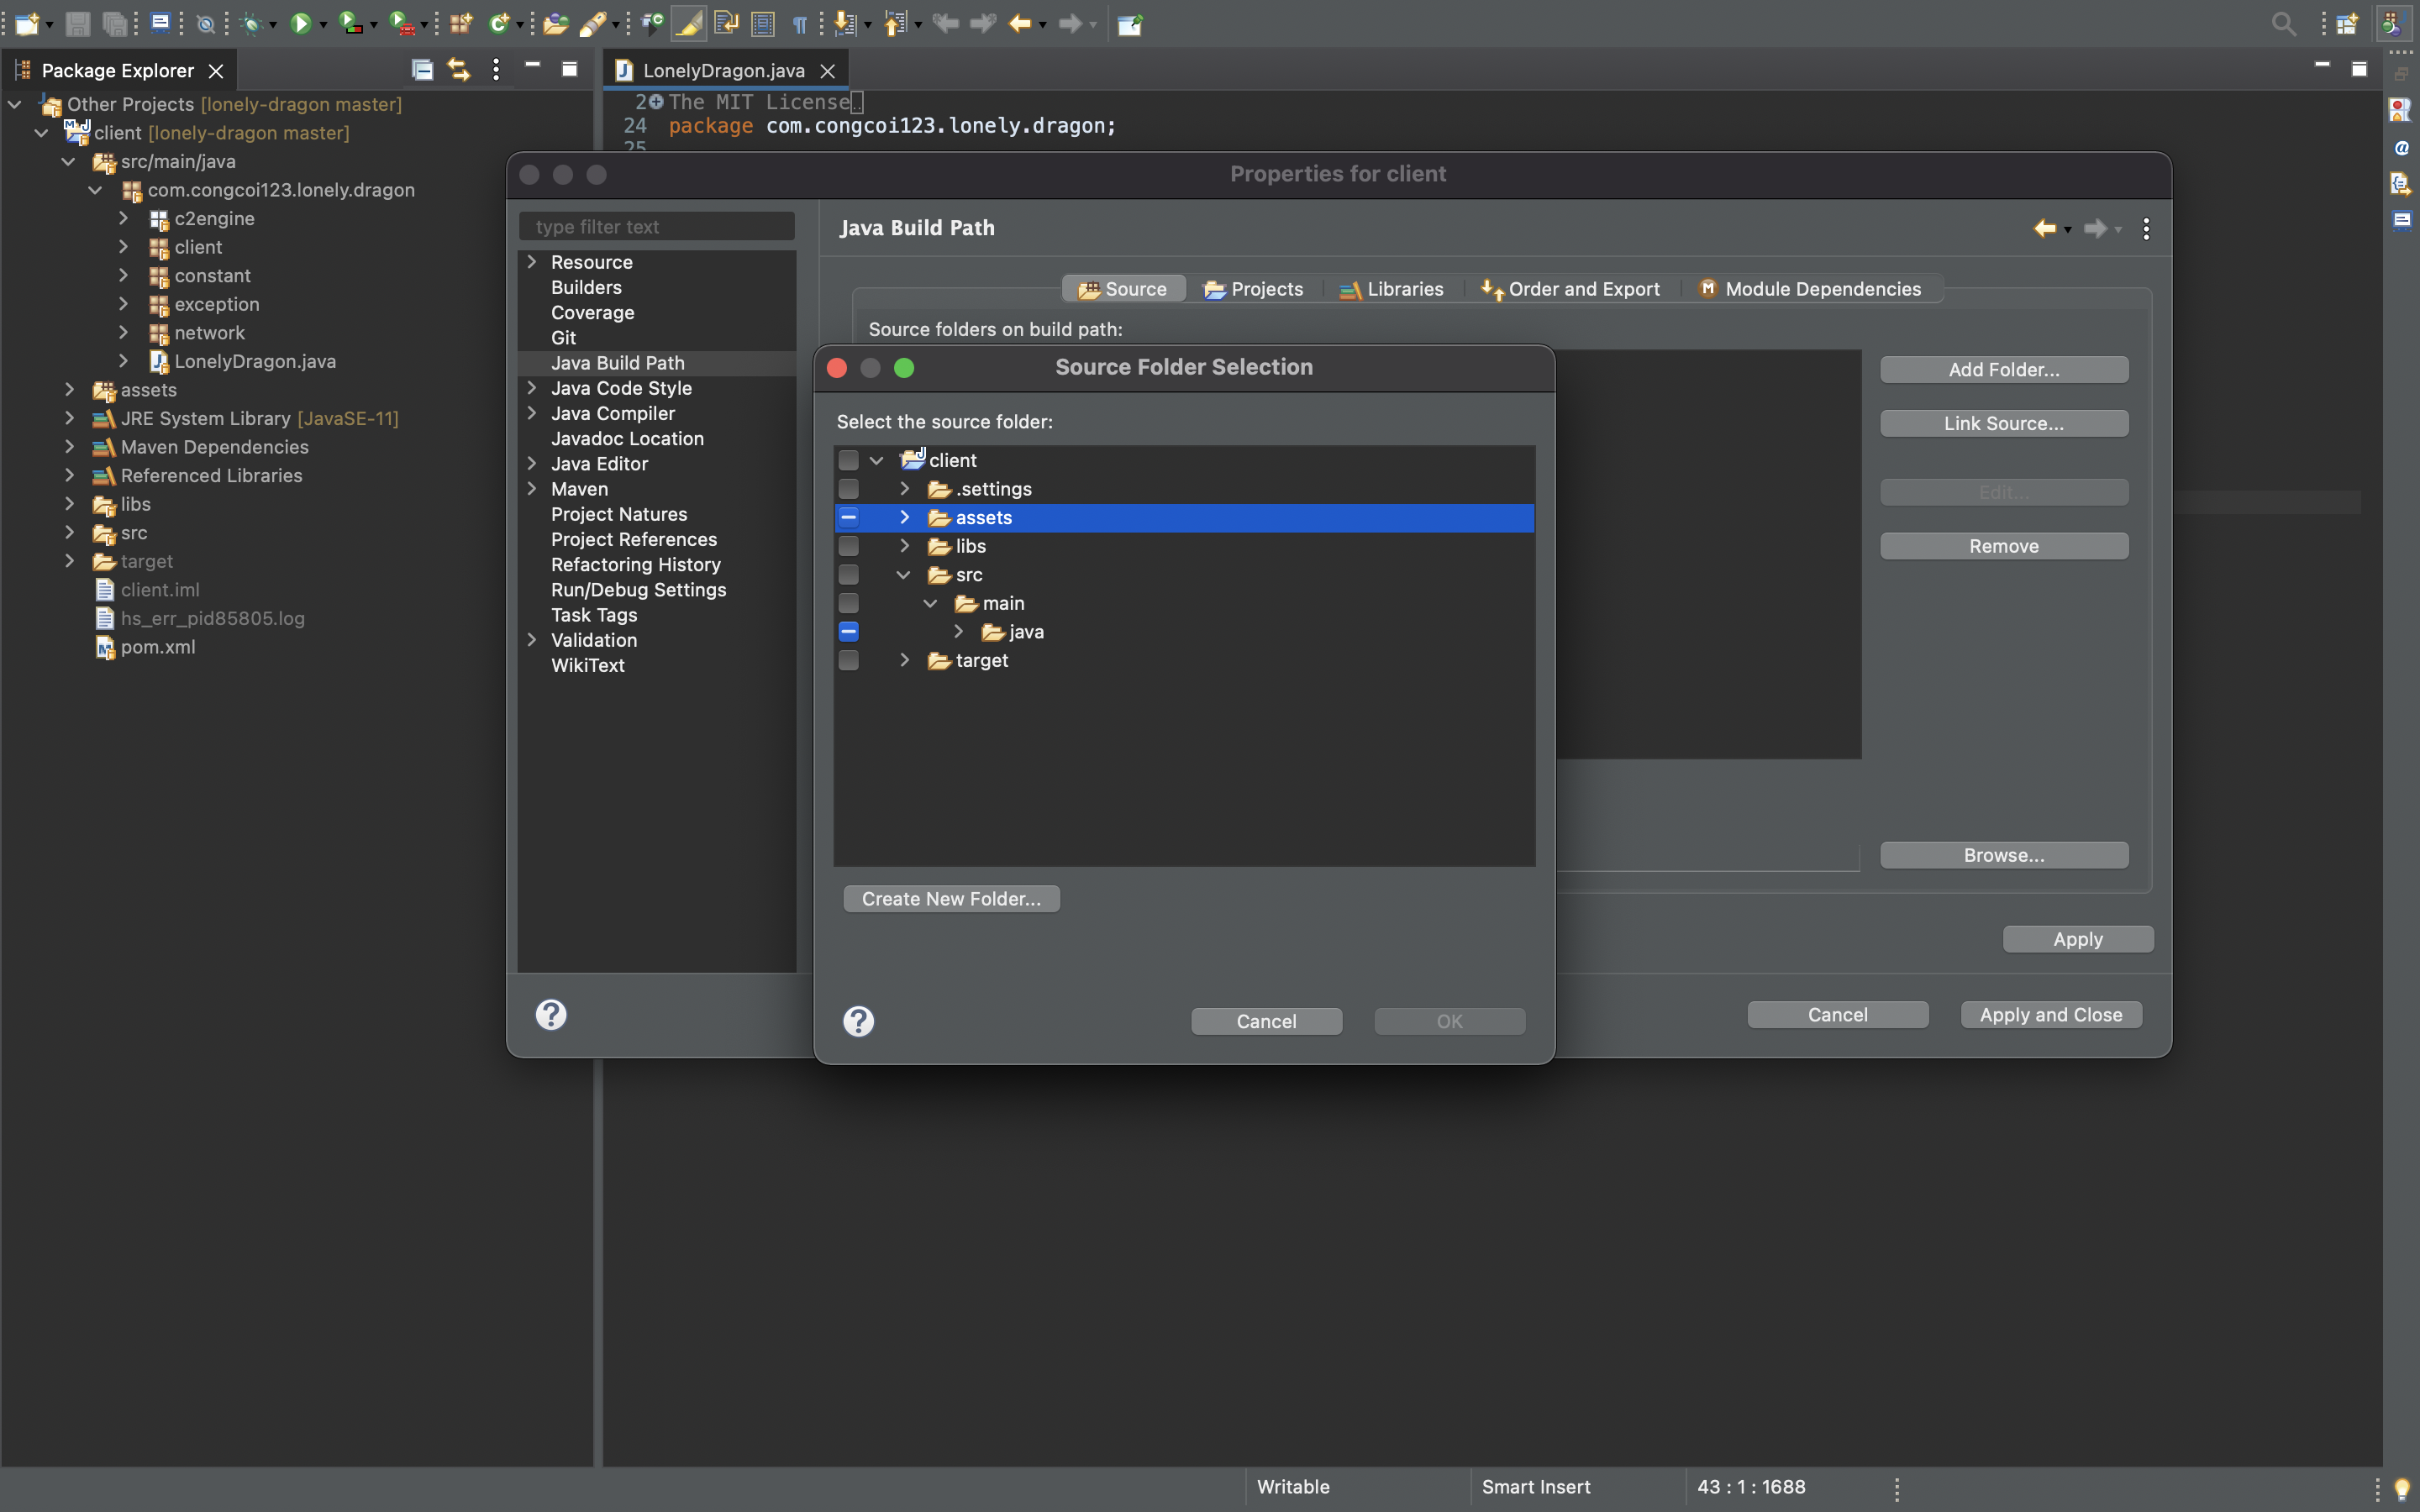 Package Explorer
LonelyDragon.java
Other Projects [lonely-dragon master]
client [lonely-dragon master]
src/main/java
com.congcoi123.lonely.dragon
c2engine
client
constant
exception
network
LonelyDragon.java
assets
JRE System Library [JavaSE-11]
Maven Dependencies
Referenced Libraries
libs
src
target
client.iml
hs_err_pid85805.log
pom.xml
2 The MIT License
24 package com.congcoi123.lonely.dragon;
25
Properties for client
type filter text
Resource
Builders
Coverage
Git
Java Build Path
Java Code Style
Java Compiler
Javadoc Location
Java Editor
Maven
Project Natures
Project References
Refactoring History
Run/Debug Settings
Task Tags
Validation
WikiText
Java Build Path
Source Projects Libraries Order and Export Module Dependencies
Source folders on build path:
Add Folder...
Link Source...
Edit...
Remove
Browse...
Apply
Cancel Apply and Close
Source Folder Selection
Select the source folder:
client
.settings
assets
libs
src
main
java
target
Create New Folder...
Cancel OK
Writable Smart Insert 43 : 1 : 1688